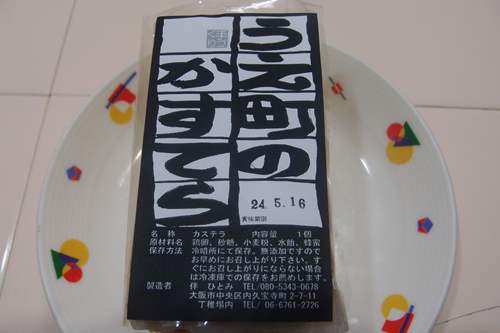 うえ町の
かすてら
24.5.16
賞味期限
名 称 カステラ 内容量 1個
原材料名 鶏卵、砂糖、小麦粉、水飴、蜂蜜
保存方法 冷暗所にて保存。無添加ですので
お早めにお召し上がり下さい。す
ぐにお召し上がりにならない場合
は冷凍庫での保存をお奨めします。
製造者 伴 ひとみ 080-5343-0678
大阪市中央区内久宝寺町2-7-11
丁稚場内 TEL/ 06-6761-2726